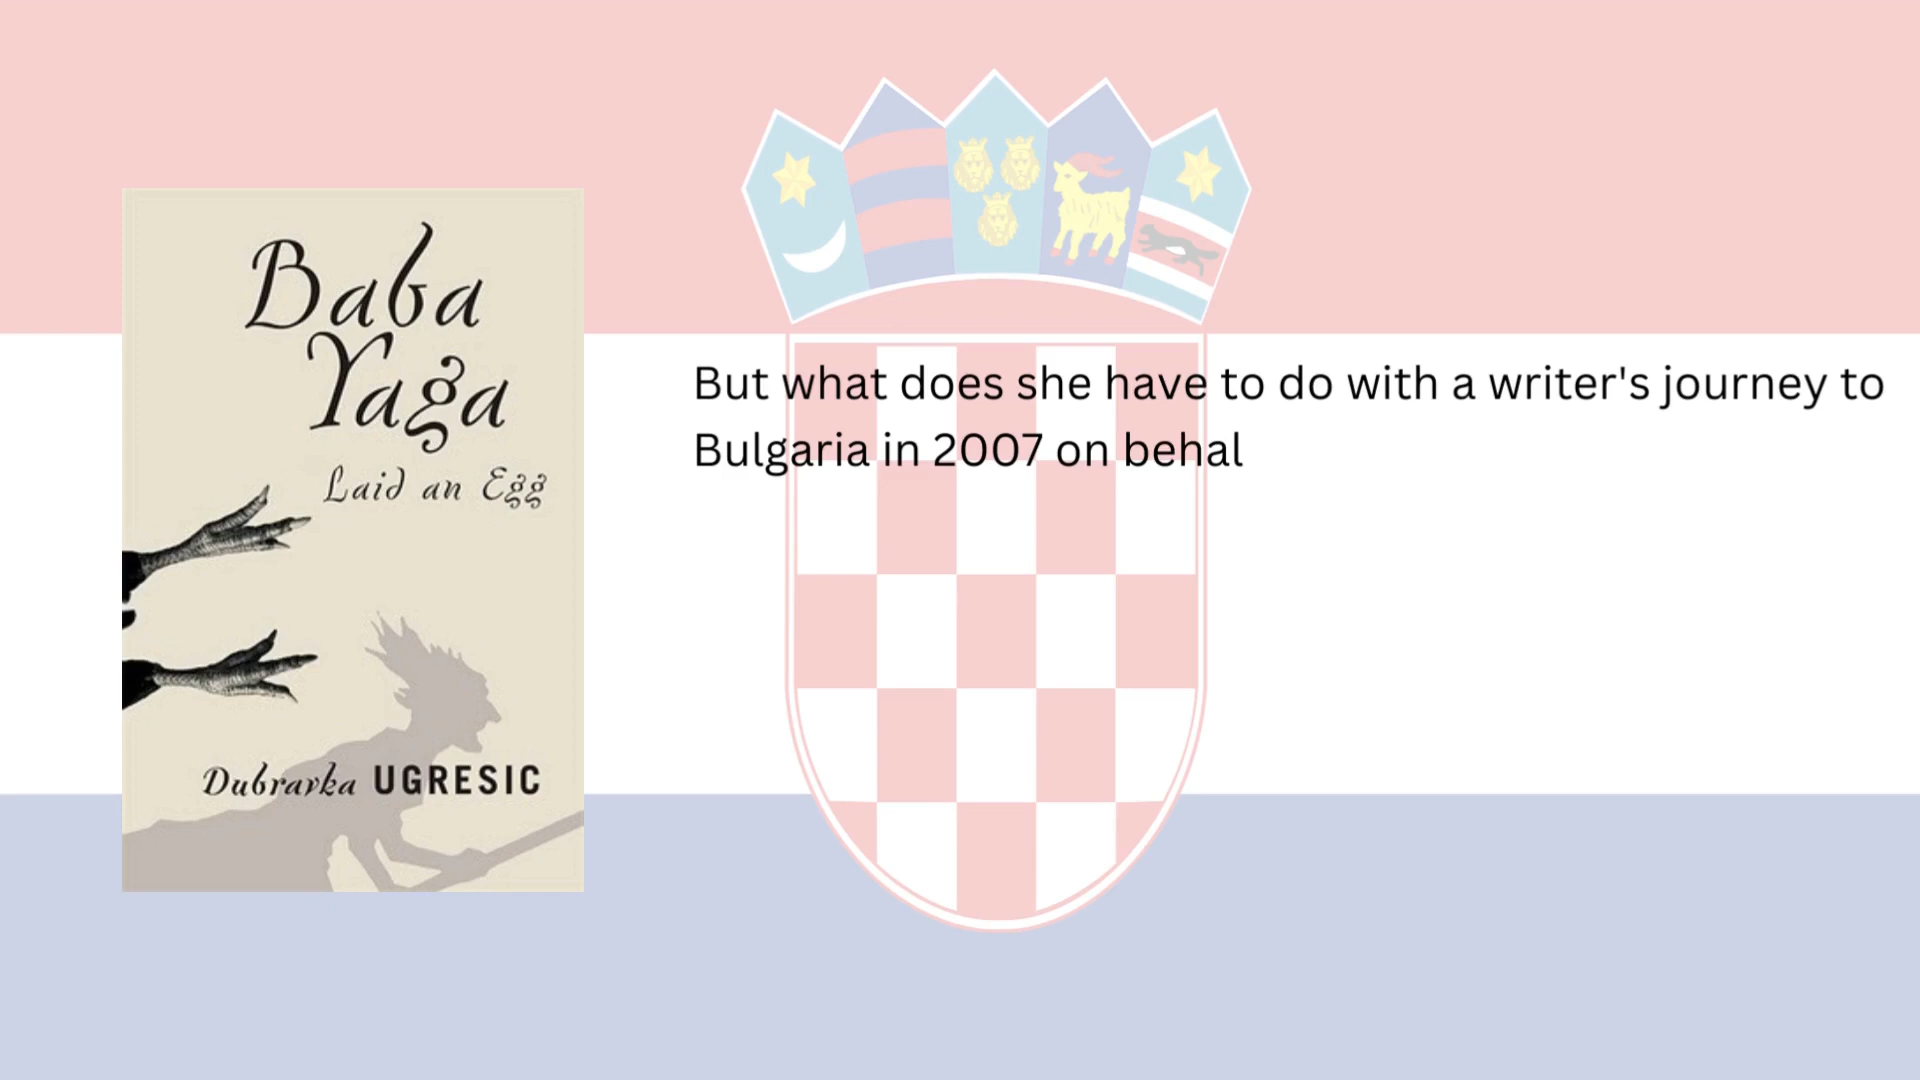 Baba
Yaga
Laid an Egg
Dubravka UGRESIC
But what does she have to do with a writer's journey to
Bulgaria in 2007 on behal